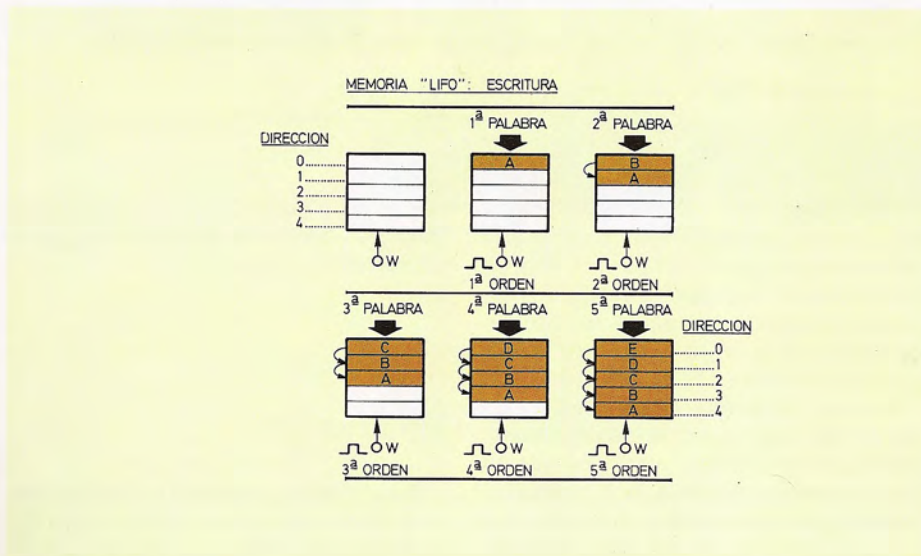 MEMORIA "LIFO": ESCRITURA
1ª PALABRA
2ª PALABRA
DIRECCION
0
1
2
3
4
A
B
A
W
W
W
1ª ORDEN
2ª ORDEN
3ª PALABRA
4ª PALABRA
5ª PALABRA
DIRECCION
C
B
A
D
C
B
A
E
D
C
B
A
0
1
2
3
4
W
W
W
3ª ORDEN
4ª ORDEN
5ª ORDEN